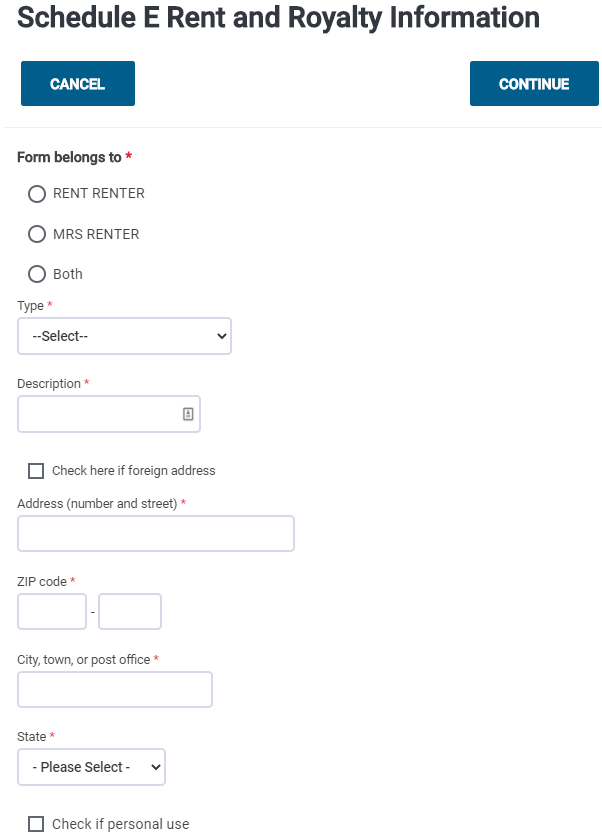 Schedule E Rent and Royalty Information
CANCEL CONTINUE
Form belongs to *
RENT RENTER
MRS RENTER
Both
Type *
--Select--
Description *
Check here if foreign address
Address (number and street) *
ZIP code *
-
City, town, or post office *
State *
- Please Select -
Check if personal use